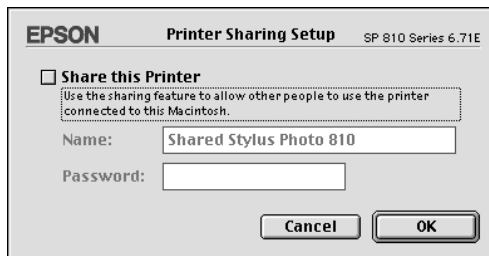 EPSON Printer Sharing Setup SP 810 Series 6.71E
Share this Printer
Use the sharing feature to allow other people to use the printer
connected to this Macintosh.
Name: Shared Stylus Photo 810
Password:
Cancel OK